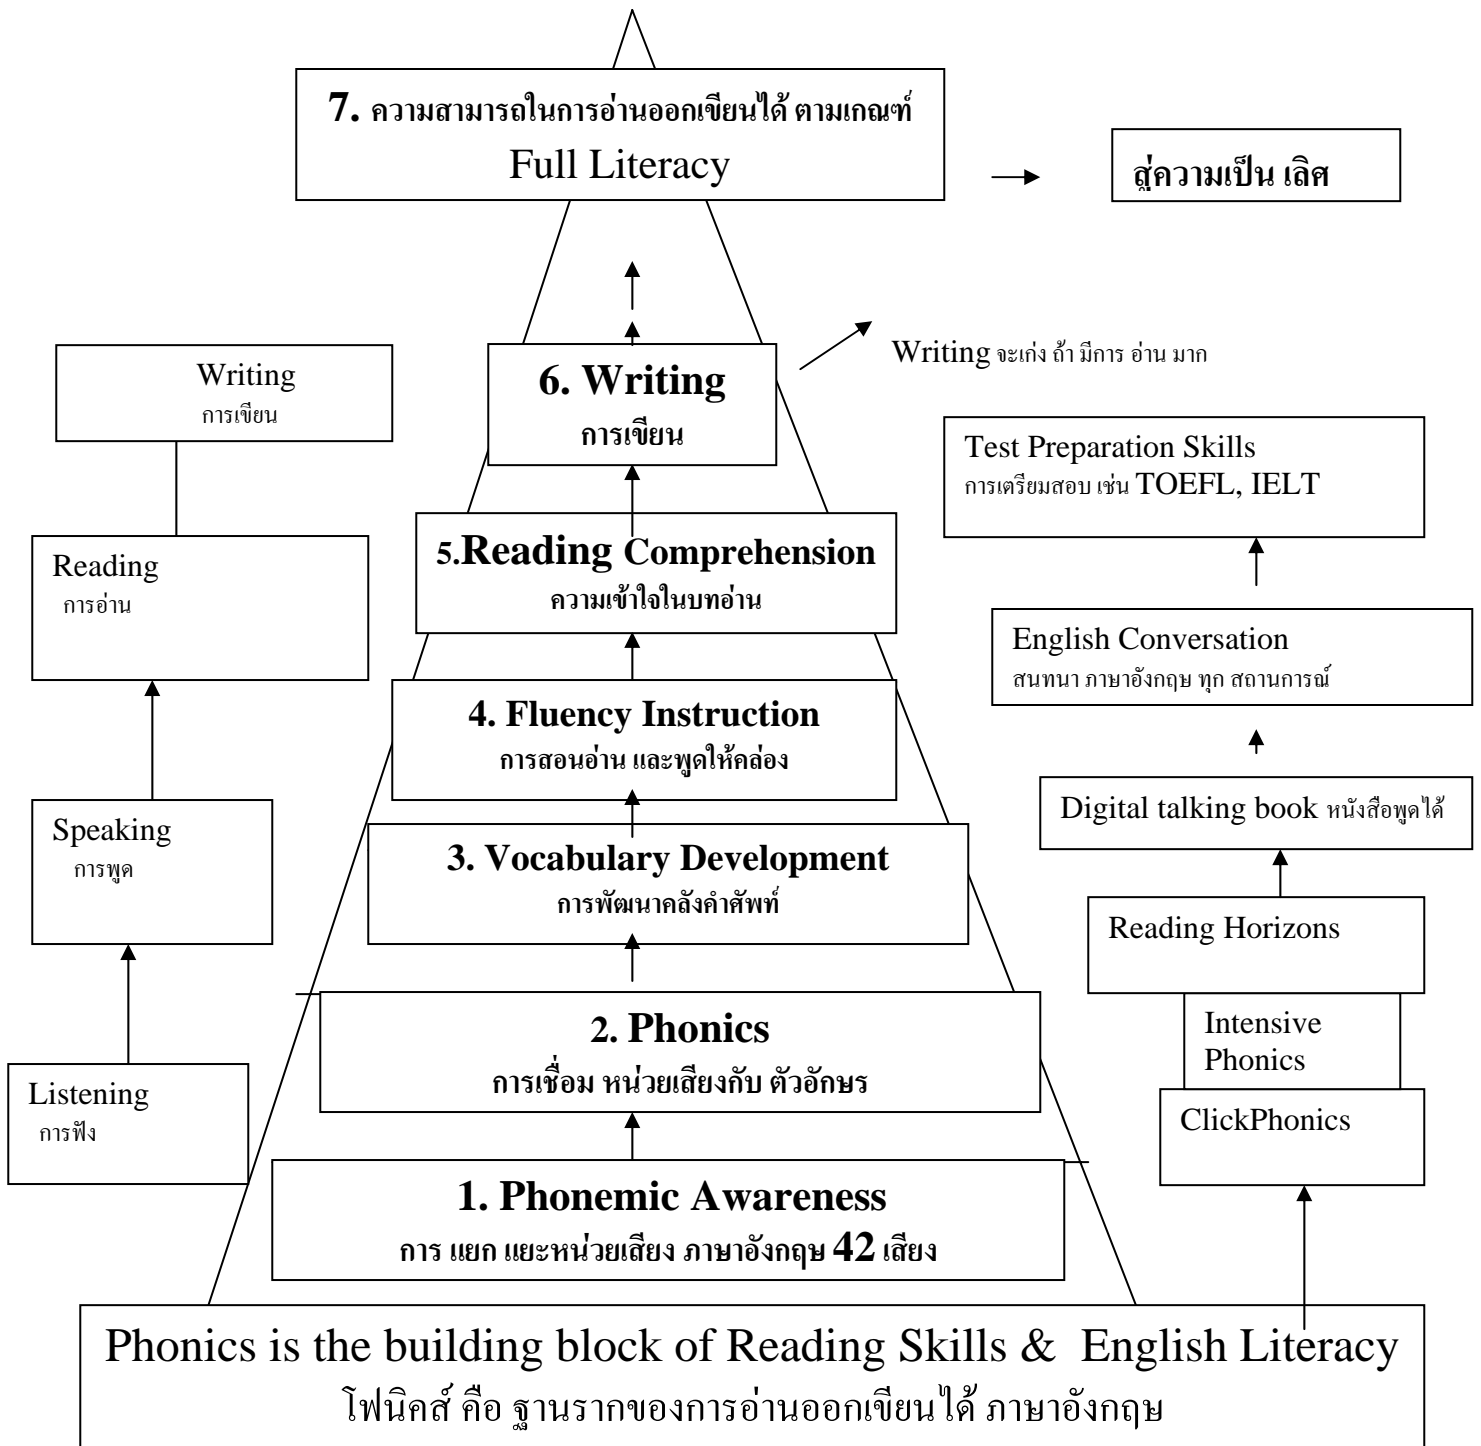 7. ความสามารถในการอ่านออกเขียนได้ ตามเกณฑ์
Full Literacy
สู่ความเป็น เลิศ
Writing จะเก่ง ถ้า มีการ อ่าน มาก
6. Writing
การเขียน
5.Reading Comprehension
ความเข้าใจในบทอ่าน
4. Fluency Instruction
การสอนอ่าน และพูดให้คล่อง
3. Vocabulary Development
การพัฒนาคลังคำศัพท์
2. Phonics
การเชื่อม หน่วยเสียงกับ ตัวอักษร
1. Phonemic Awareness
การ แยก แยะหน่วยเสียง ภาษาอังกฤษ 42 เสียง
Writing
การเขียน
Reading
การอ่าน
Speaking
การพูด
Listening
การฟัง
Test Preparation Skills
การเตรียมสอบ เช่น TOEFL, IELT
English Conversation
สนทนา ภาษาอังกฤษ ทุก สถานการณ์
Digital talking book หนังสือพูดได้
Reading Horizons
Intensive
Phonics
ClickPhonics
Phonics is the building block of Reading Skills & English Literacy
โฟนิคส์ คือ ฐานรากของการอ่านออกเขียนได้ ภาษาอังกฤษ